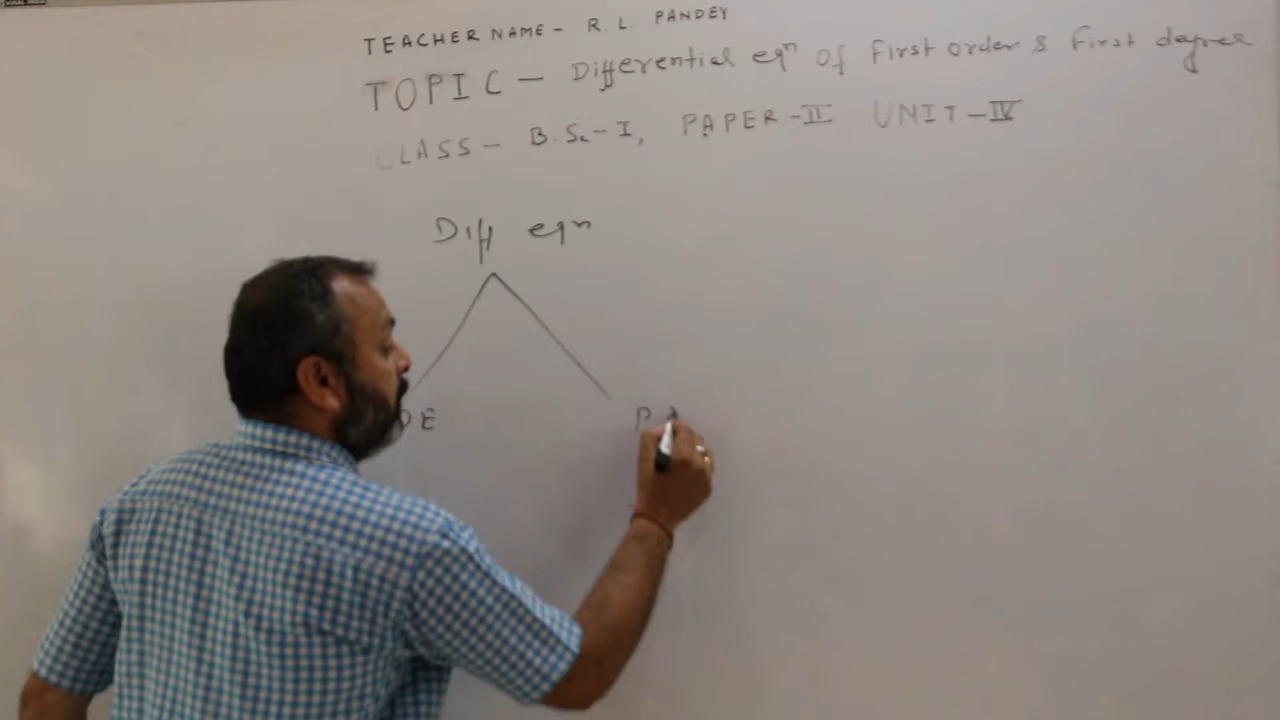 TEACHER NAME - R. L. PANDEY
TOPIC - Differential eqn of first order & first degree
CLASS - B.Sc-I, PAPER-II UNIT-IV
Diff eqn
DE P